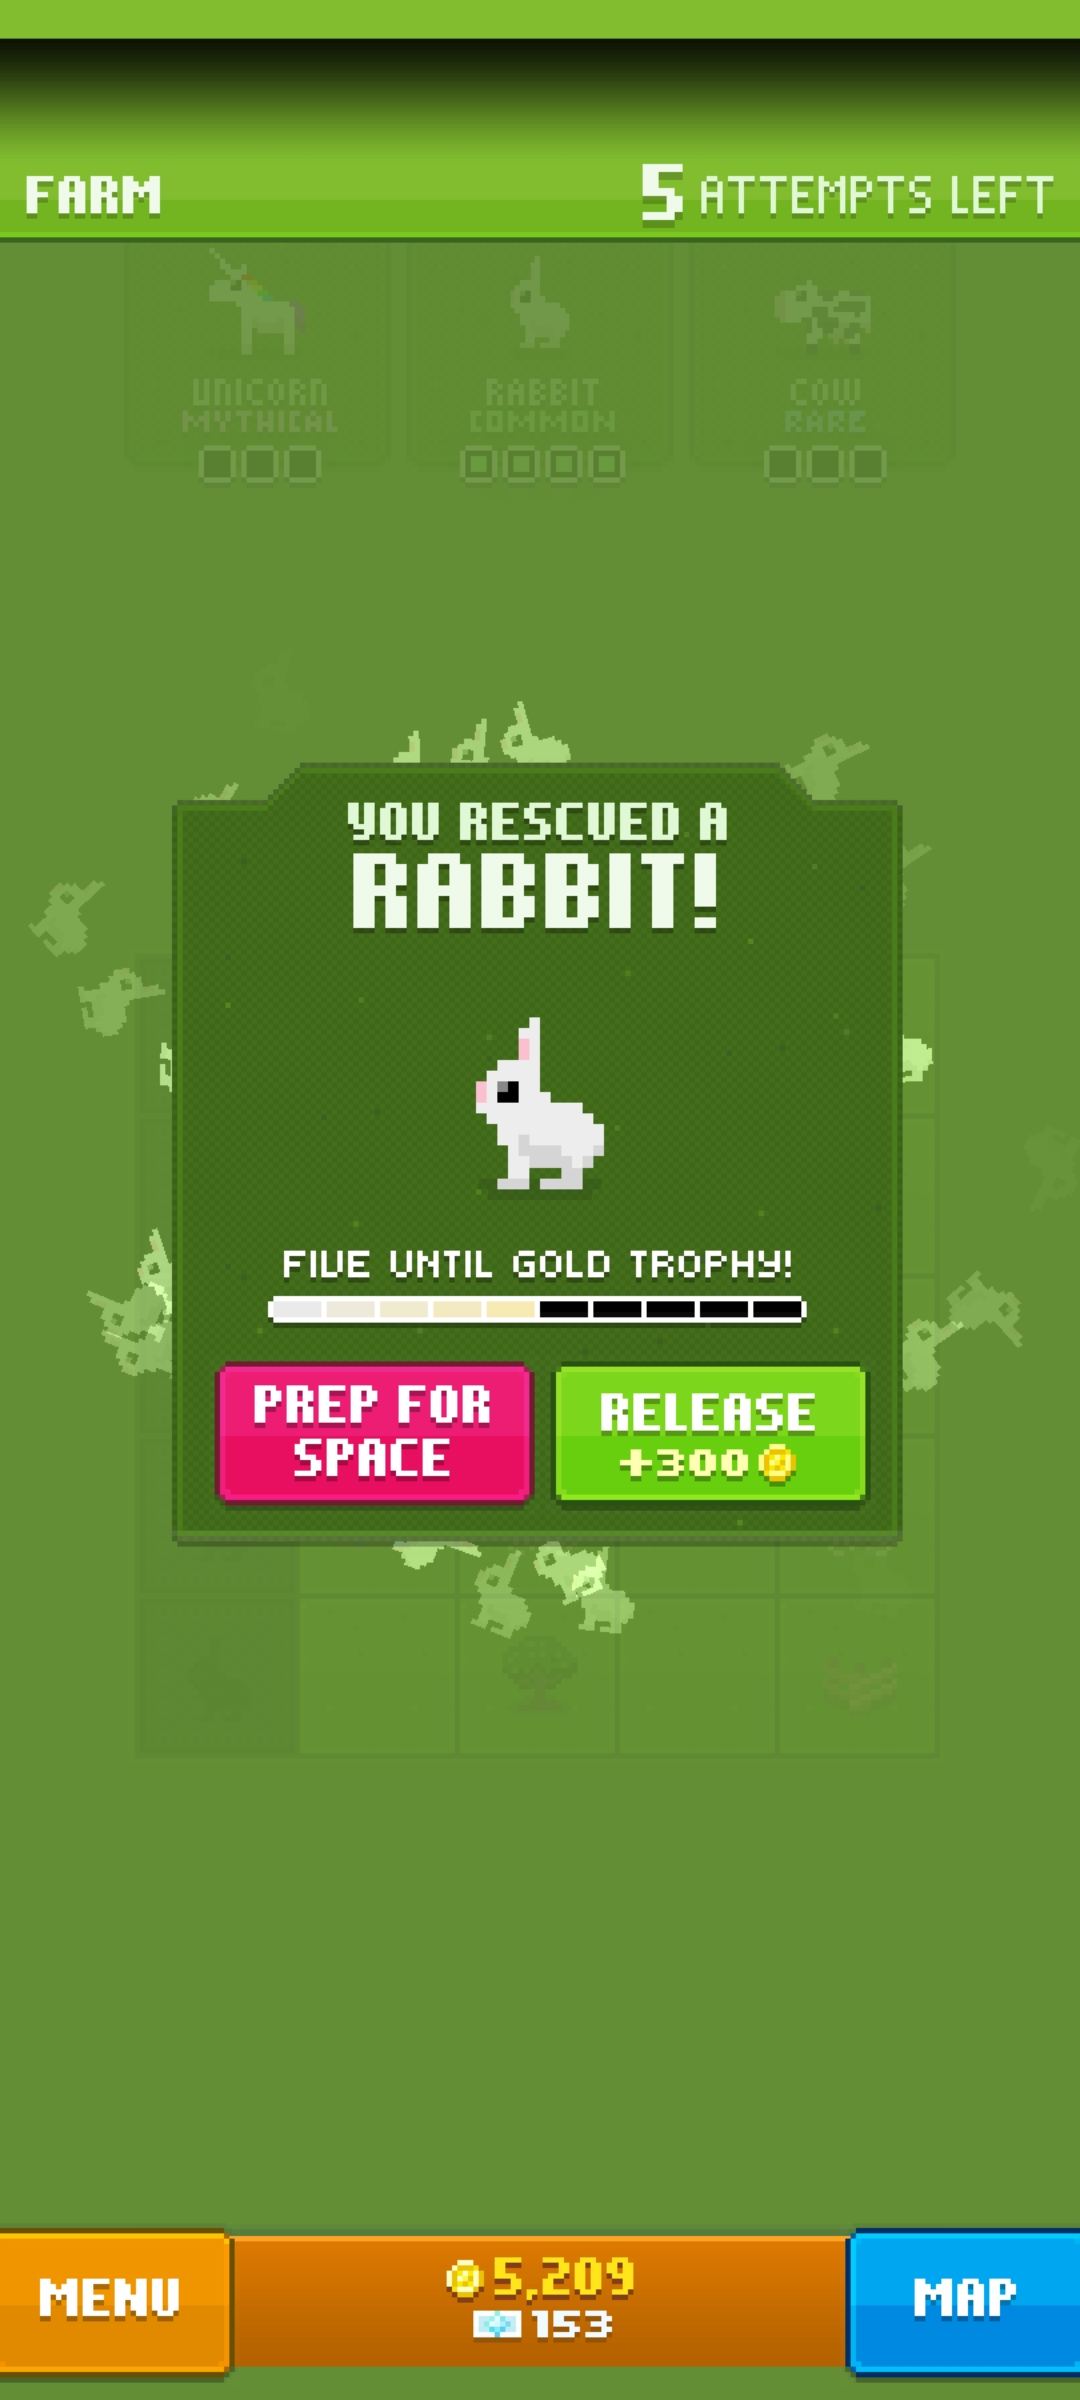 FARM
5 ATTEMPTS LEFT
UNICORN
MYTHICAL
RABBIT
COMMON
COW
RARE
YOU RESCUED A
RABBIT!
FIVE UNTIL GOLD TROPHY!
PREP FOR
SPACE
RELEASE
+300
MENU
5,209
153
MAP